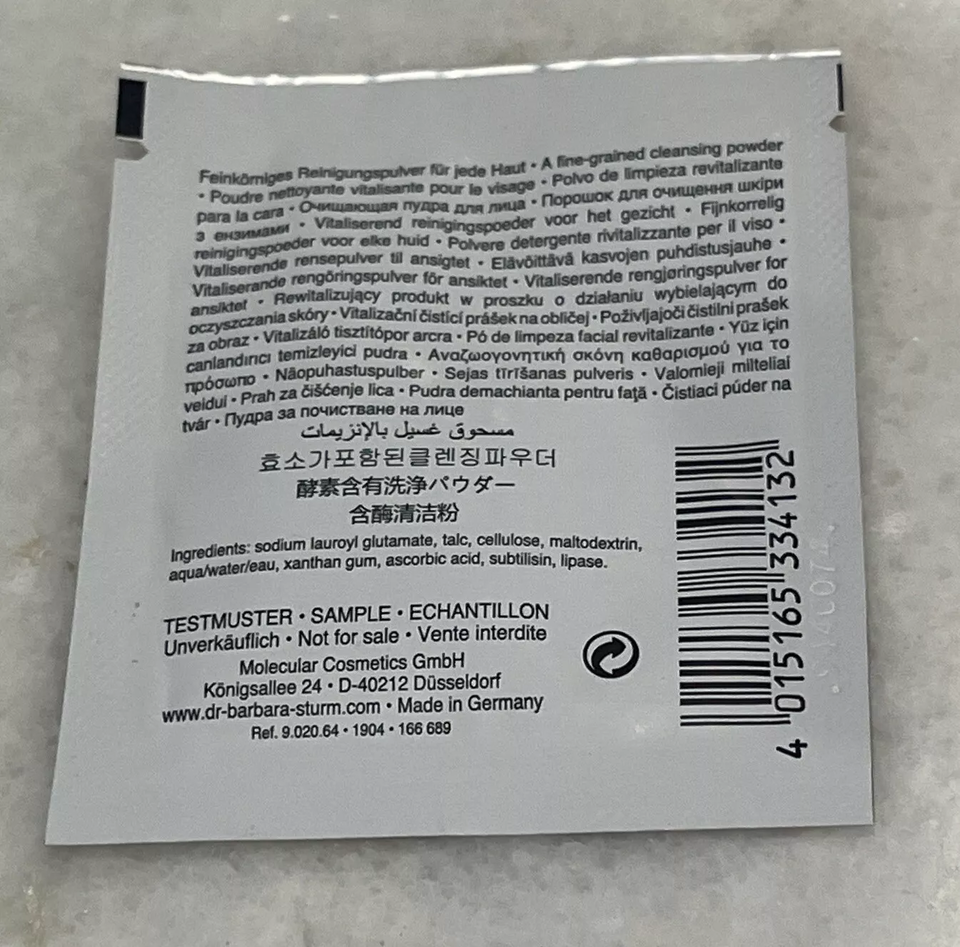 Feinkörniges Reinigungspulver für jede Haut • A fine-grained cleansing powder
• Poudre nettoyante vitalisante pour le visage • Polvo de limpieza revitalizante
para la cara • Очищающая пудра для лица • Порошок для очищення шкіри
з ензимами • Vitaliserend reinigingspoeder voor het gezicht • Fijnkorrelig
reinigingspoeder voor elke huid • Polvere detergente rivitalizzante per il viso •
Vitaliserende rensepulver til ansigtet • Elävöittävä kasvojen puhdistusjauhe •
Vitaliserande rengöringspulver för ansiktet • Vitaliserende rengjøringspulver for
ansiktet • Rewitalizujący produkt w proszku o działaniu wybielającym do
oczyszczania skóry • Vitalizační čistící prášek na obličej • Poživljajoči čistilni prašek
za obraz • Vitalizáló tisztítópor arcra • Pó de limpeza facial revitalizante • Yüz için
canlandırıcı temizleyici pudra • Αναζωογονητική σκόνη καθαρισμού για το
πρόσωπο • Näopuhastuspulber • Sejas tīrīšanas pulveris • Valomieji milteliai
veidui • Prah za čišćenje lica • Pudra demachianta pentru faţă • Čistiaci púder na
tvár • Пудра за почистване на лице
مسحوق غسيل بالإنزيمات
효소가포함된클렌징파우더
酵素含有洗浄パウダー
含酶清洁粉
Ingredients: sodium lauroyl glutamate, talc, cellulose, maltodextrin,
aqua/water/eau, xanthan gum, ascorbic acid, subtilisin, lipase.
TESTMUSTER • SAMPLE • ECHANTILLON
Unverkäuflich • Not for sale • Vente interdite
Molecular Cosmetics GmbH
Königsallee 24 • D-40212 Düsseldorf
www.dr-barbara-sturm.com • Made in Germany
Ref. 9.020.64 • 1904 • 166 689
4 015165 334132